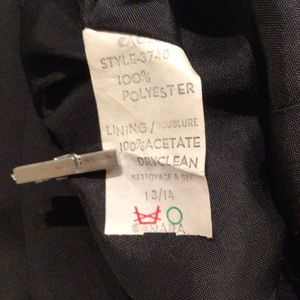 STYLE-3740
100%
POLYESTER
LINING/DOUBLURE
100% ACETATE
DRYCLEAN
NETTOYAGE A SEC
13/14
CANADA